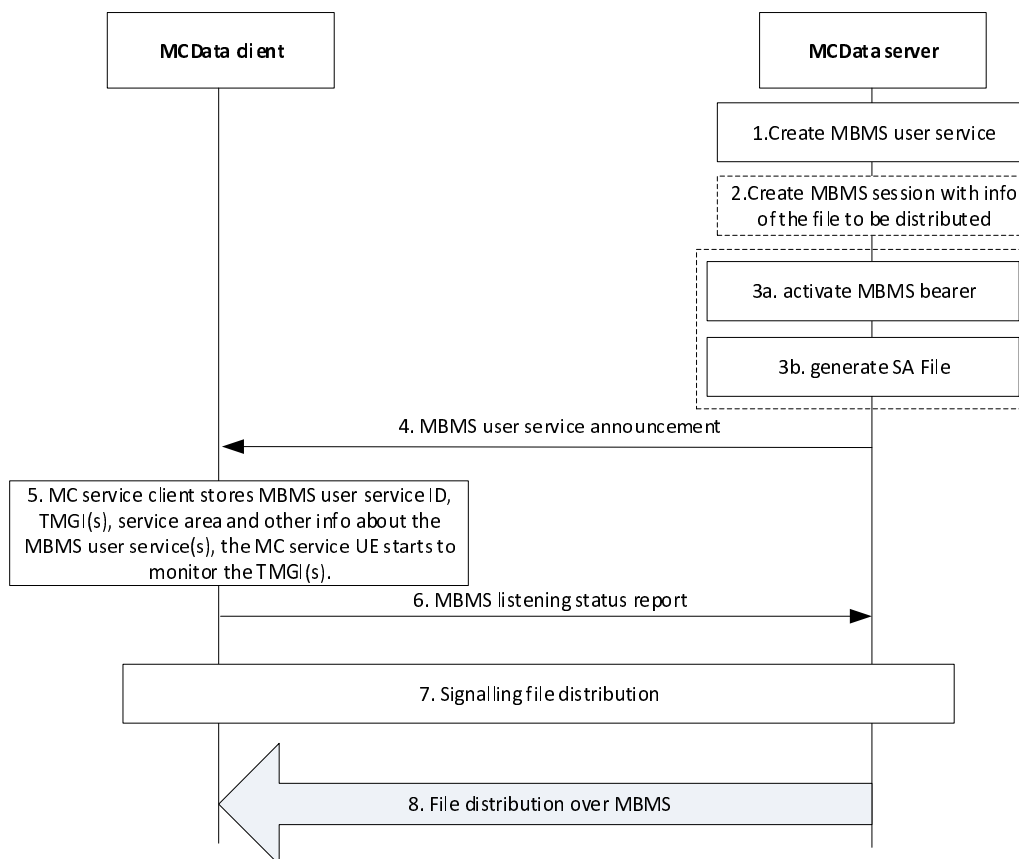 MCData client
MCData server
1.Create MBMS user service
2.Create MBMS session with info
of the file to be distributed
3a. activate MBMS bearer
3b. generate SA File
4. MBMS user service announcement
5. MC service client stores MBMS user service ID,
TMGI(s), service area and other info about the
MBMS user service(s), the MC service UE starts to
monitor the TMGI(s).
6. MBMS listening status report
7. Signalling file distribution
8. File distribution over MBMS